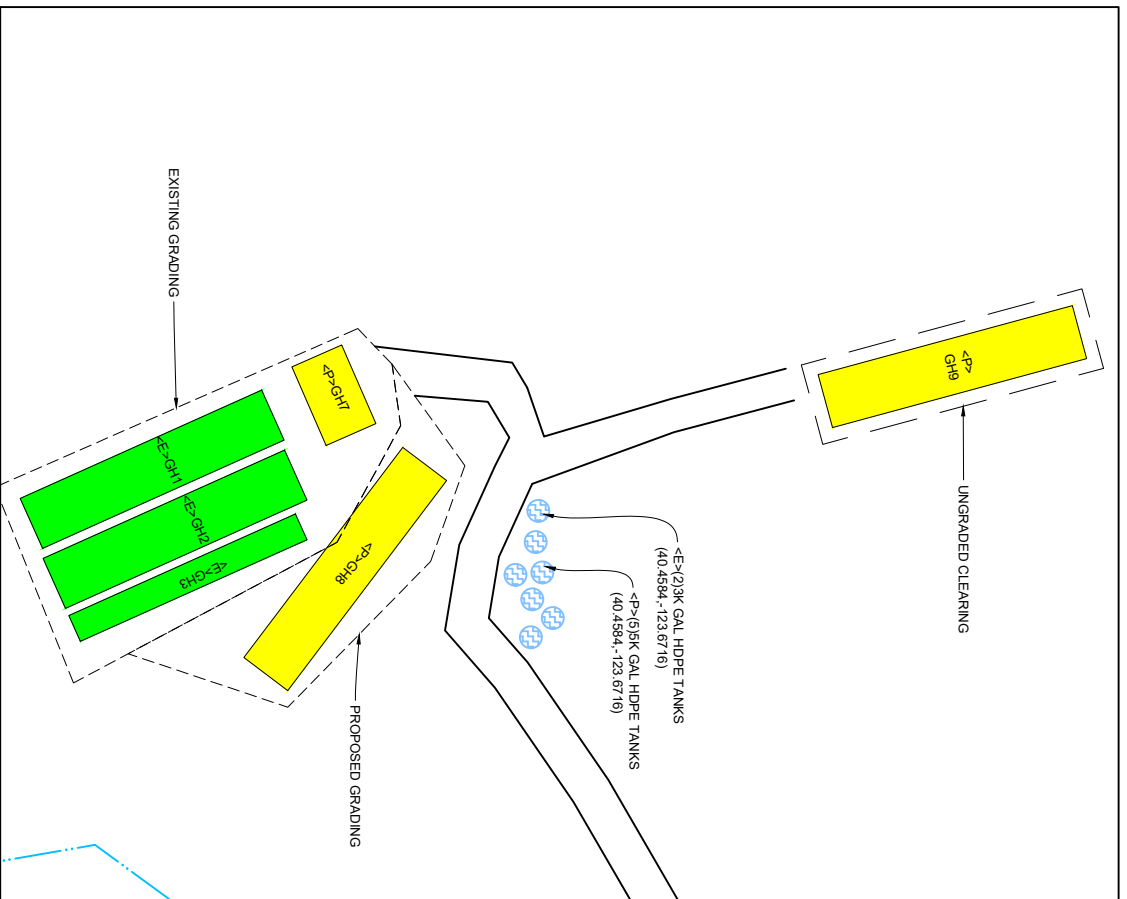 <P>
GH9
UNGRADED CLEARING
<E>(2)3K GAL HDPE TANKS
(40.4584,-123.6716)
<P>(5)5K GAL HDPE TANKS
(40.4584,-123.6716)
EXISTING GRADING
<P>GH7
<E>GH1
<E>GH2
<E>GH3
<P>GH8
PROPOSED GRADING